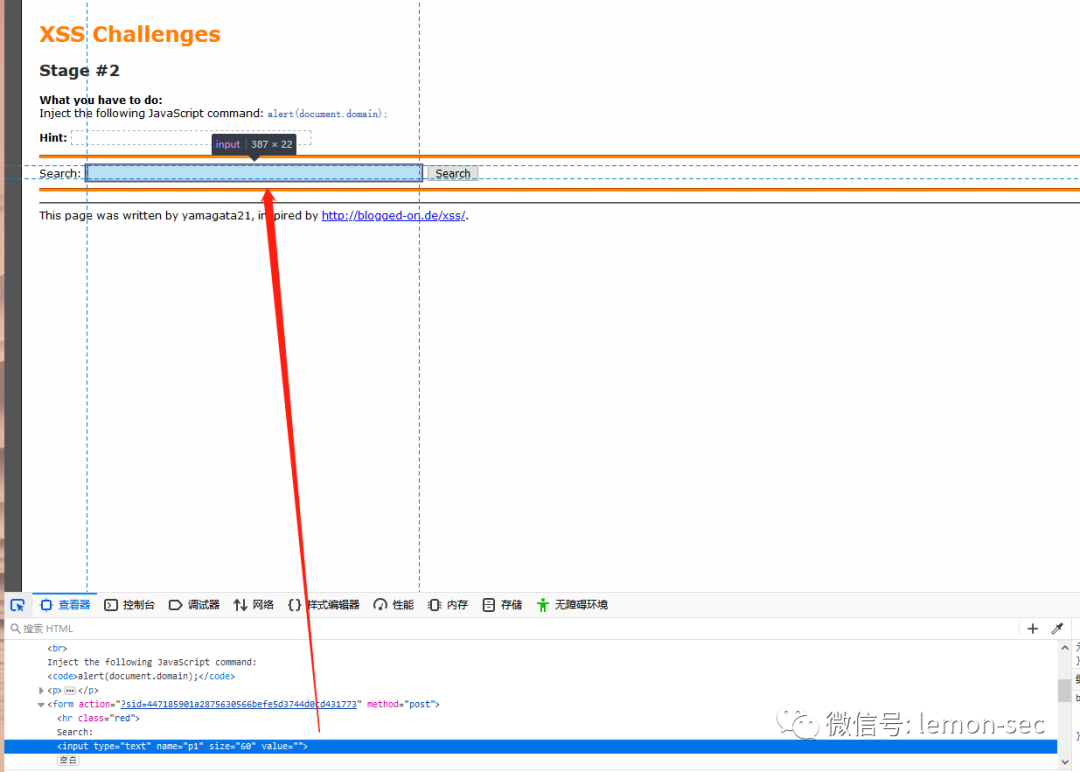 XSS Challenges
Stage #2
What you have to do:
Inject the following JavaScript command: alert(document.domain);
Hint:
input 387 × 22
Search: Search
This page was written by yamagata21, inspired by http://blogged-on.de/xss/.
查看器 控制台 调试器 网络 {} 样式编辑器 性能 内存 存储 无障碍环境
搜索 HTML
<br>
Inject the following JavaScript command:
<code>alert(document.domain);</code>
<p>…</p>
<form action="?sid=447185901a2875630566befe5d3744d0cd431773" method="post">
<hr class="red">
Search:
<input type="text" name="p1" size="60" value="">
空白
微信号: lemon-sec